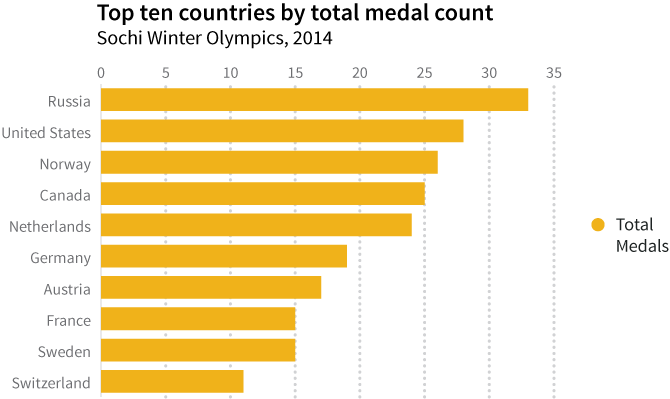 Top ten countries by total medal count
Sochi Winter Olympics, 2014
0 5 10 15 20 25 30 35
Russia
United States
Norway
Canada
Netherlands
Germany
Austria
France
Sweden
Switzerland
Total
Medals